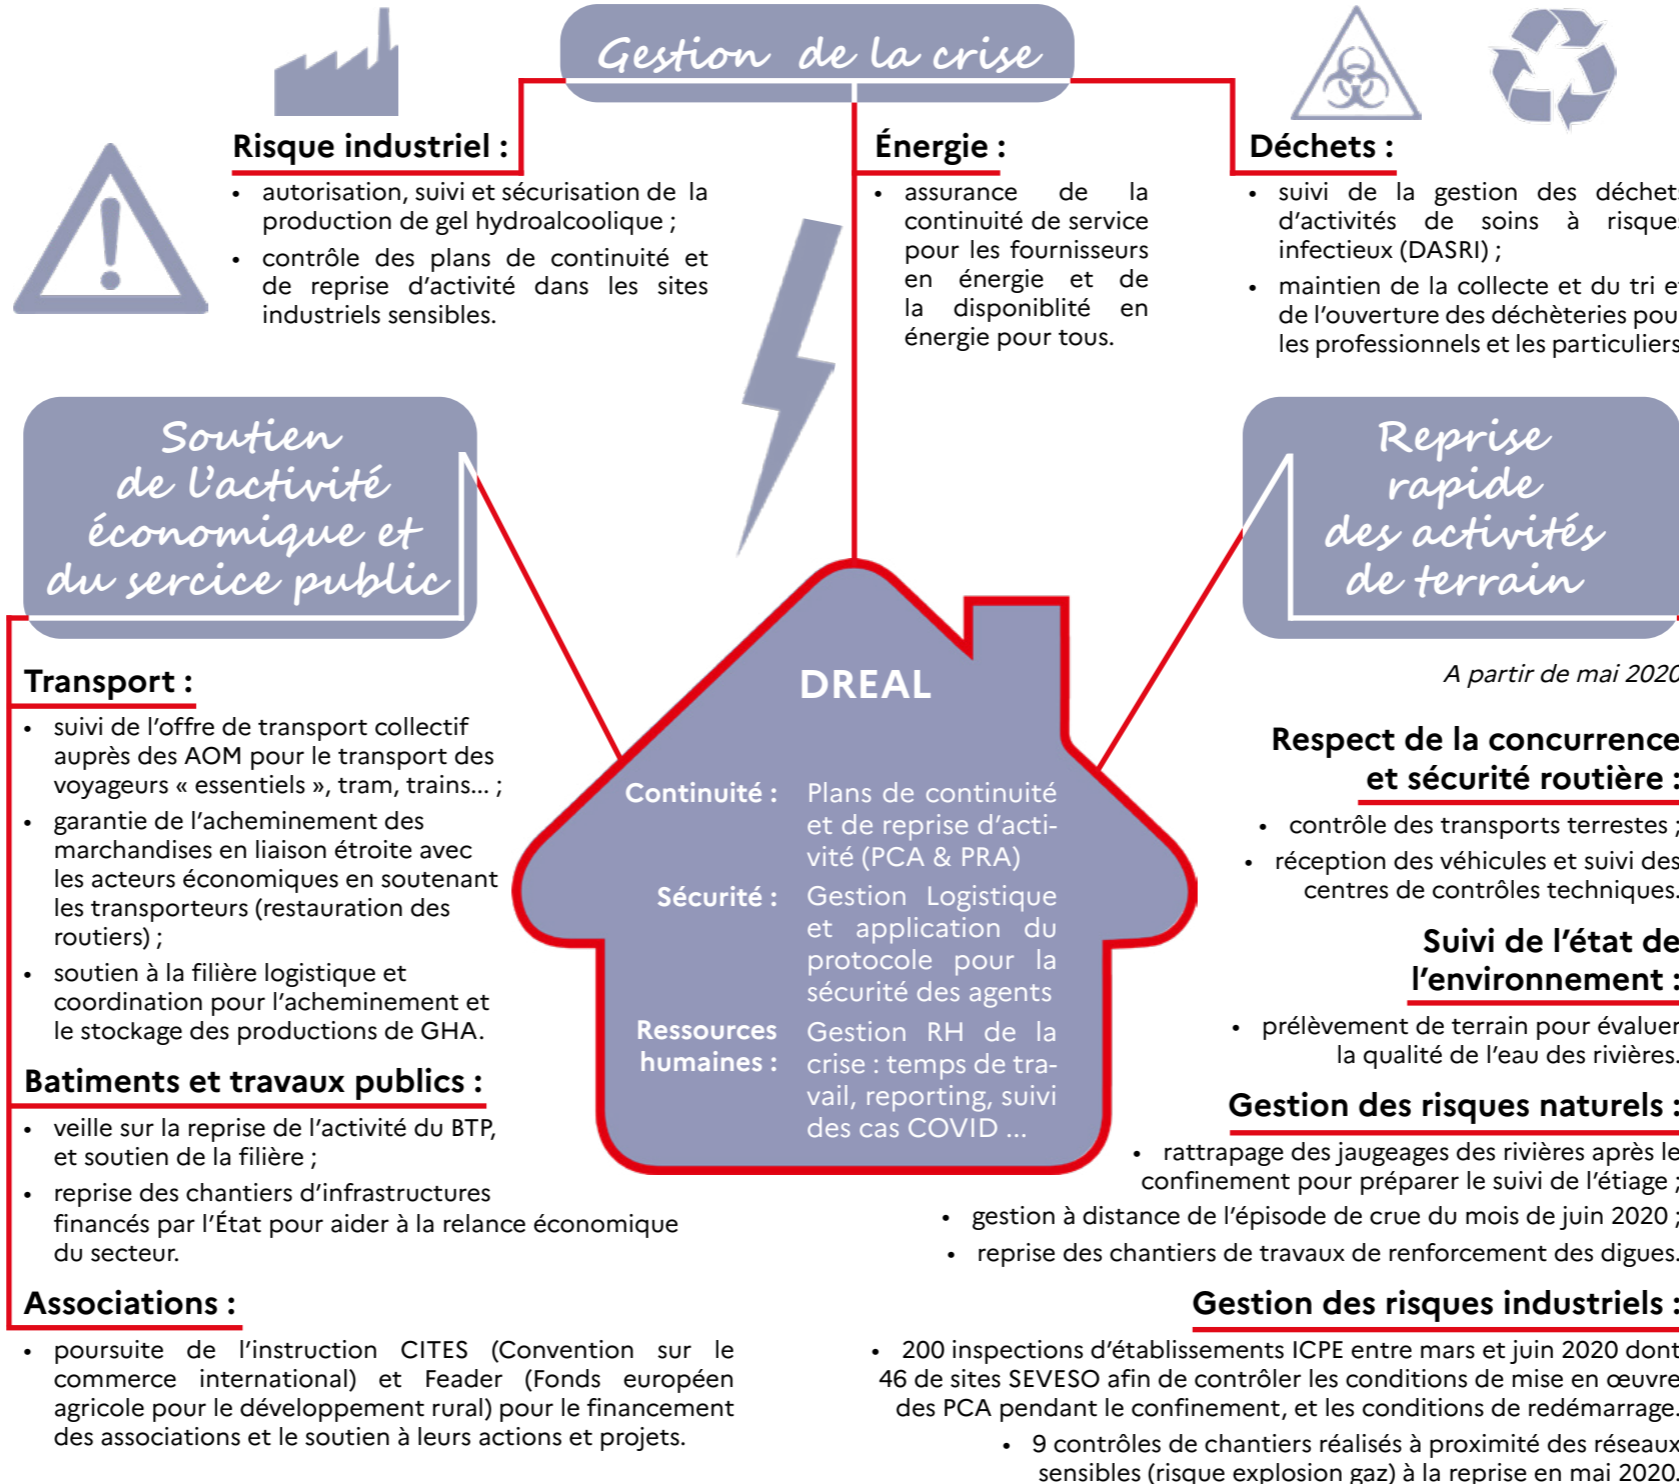 Gestion de la crise
Risque industriel :
• autorisation, suivi et sécurisation de la
production de gel hydroalcoolique ;
• contrôle des plans de continuité et
de reprise d'activité dans les sites
industriels sensibles.
Énergie :
• assurance de la
continuité de service
pour les fournisseurs
en énergie et de
la disponiblité en
énergie pour tous.
Déchets :
• suivi de la gestion des déchets
d'activités de soins à risques
infectieux (DASRI) ;
• maintien de la collecte et du tri et
de l'ouverture des déchèteries pour
les professionnels et les particuliers
Soutien
de l'activité
économique et
du sercice public
Transport :
• suivi de l'offre de transport collectif
auprès des AOM pour le transport des
voyageurs « essentiels », tram, trains... ;
• garantie de l'acheminement des
marchandises en liaison étroite avec
les acteurs économiques en soutenant
les transporteurs (restauration des
routiers) ;
• soutien à la filière logistique et
coordination pour l'acheminement et
le stockage des productions de GHA.
Batiments et travaux publics :
• veille sur la reprise de l'activité du BTP,
et soutien de la filière ;
• reprise des chantiers d'infrastructures
financés par l'État pour aider à la relance économique
du secteur.
Associations :
• poursuite de l'instruction CITES (Convention sur le
commerce international) et Feader (Fonds européen
agricole pour le développement rural) pour le financement
des associations et le soutien à leurs actions et projets.
DREAL
Continuité : Plans de continuité
et de reprise d'acti-
vité (PCA & PRA)
Sécurité : Gestion Logistique
et application du
protocole pour la
sécurité des agents
Ressources Gestion RH de la
humaines : crise : temps de tra-
vail, reporting, suivi
des cas COVID ...
Reprise
rapide
des activités
de terrain
A partir de mai 2020
Respect de la concurrence
et sécurité routière :
• contrôle des transports terrestes ;
• réception des véhicules et suivi des
centres de contrôles techniques.
Suivi de l'état de
l'environnement :
• prélèvement de terrain pour évaluer
la qualité de l'eau des rivières.
Gestion des risques naturels :
• rattrapage des jaugeages des rivières après le
confinement pour préparer le suivi de l'étiage ;
• gestion à distance de l'épisode de crue du mois de juin 2020 ;
• reprise des chantiers de travaux de renforcement des digues.
Gestion des risques industriels :
• 200 inspections d'établissements ICPE entre mars et juin 2020 dont
46 de sites SEVESO afin de contrôler les conditions de mise en œuvre
des PCA pendant le confinement, et les conditions de redémarrage.
• 9 contrôles de chantiers réalisés à proximité des réseaux
sensibles (risque explosion gaz) à la reprise en mai 2020.